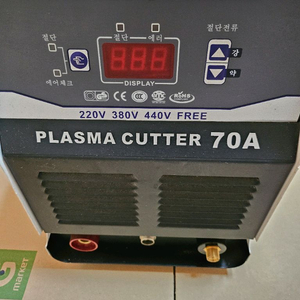 절단
절단 에러
절단전류
에어체크
강
약
DISPLAY
220V 380V 440V FREE
PLASMA CUTTER 70A
G
market